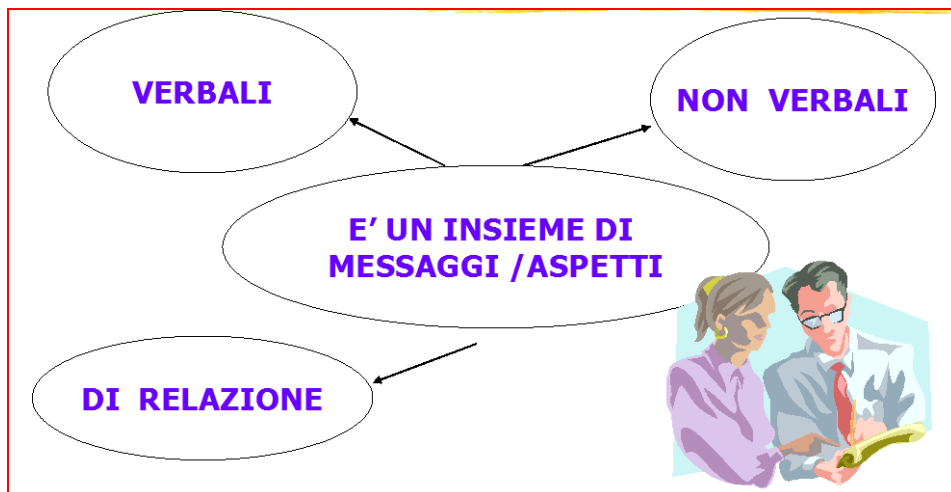 VERBALI
NON VERBALI
E’ UN INSIEME DI
MESSAGGI /ASPETTI
DI RELAZIONE